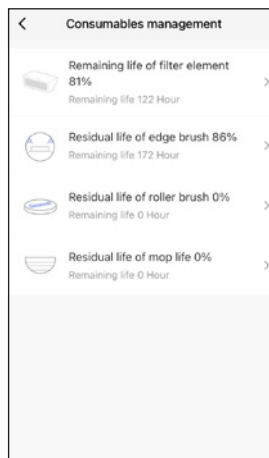 Consumables management
Remaining life of filter element
81%
Remaining life 122 Hour
Residual life of edge brush 86%
Remaining life 172 Hour
Residual life of roller brush 0%
Remaining life 0 Hour
Residual life of mop life 0%
Remaining life 0 Hour